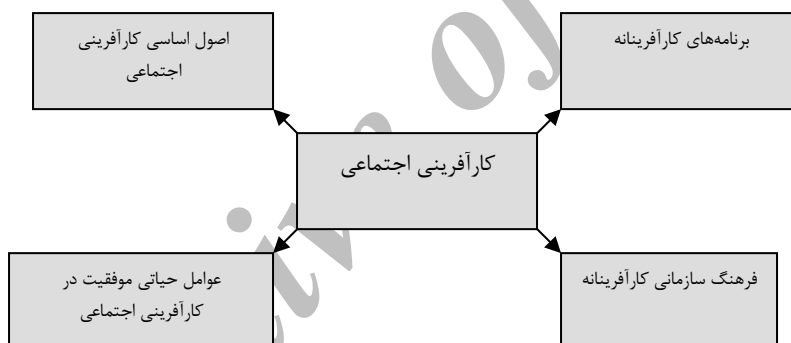 برنامه‌های کارآفرینانه
اصول اساسی کارآفرینی
اجتماعی
کارآفرینی اجتماعی
فرهنگ سازمانی کارآفرینانه
عوامل حیاتی موفقیت در
کارآفرینی اجتماعی